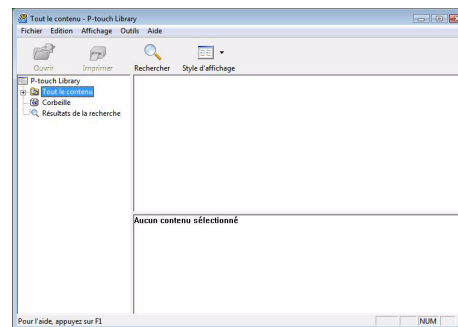 Tout le contenu - P-touch Library
Fichier Edition Affichage Outils Aide
Ouvrir Imprimer Rechercher Style d'affichage
P-touch Library
Tout le contenu
Corbeille
Résultats de la recherche
Aucun contenu sélectionné
Pour l'aide, appuyez sur F1
NUM